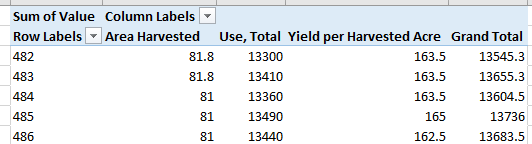 Sum of Value Column Labels
Row Labels Area Harvested Use, Total Yield per Harvested Acre Grand Total
482 81.8 13300 163.5 13545.3
483 81.8 13410 163.5 13655.3
484 81 13360 163.5 13604.5
485 81 13490 165 13736
486 81 13440 162.5 13683.5